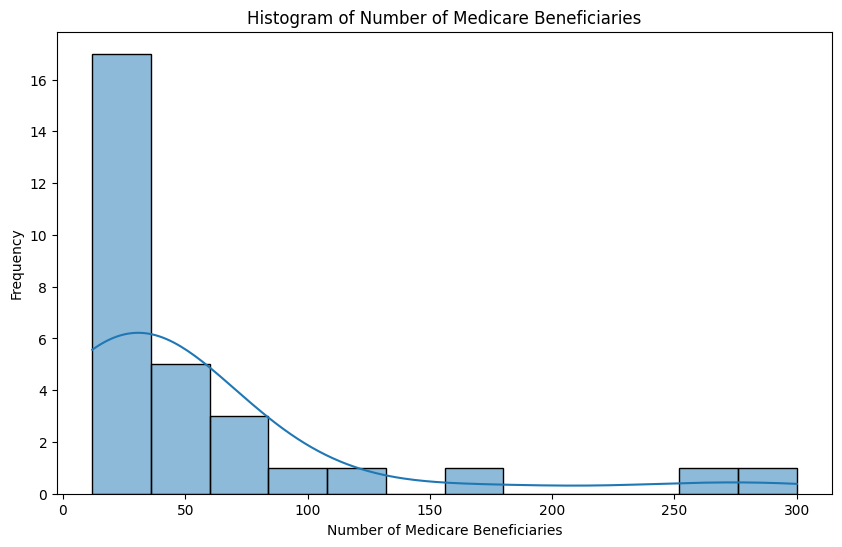 Histogram of Number of Medicare Beneficiaries
16
14
12
10
8
6
4
2
0
Frequency
0 50 100 150 200 250 300
Number of Medicare Beneficiaries